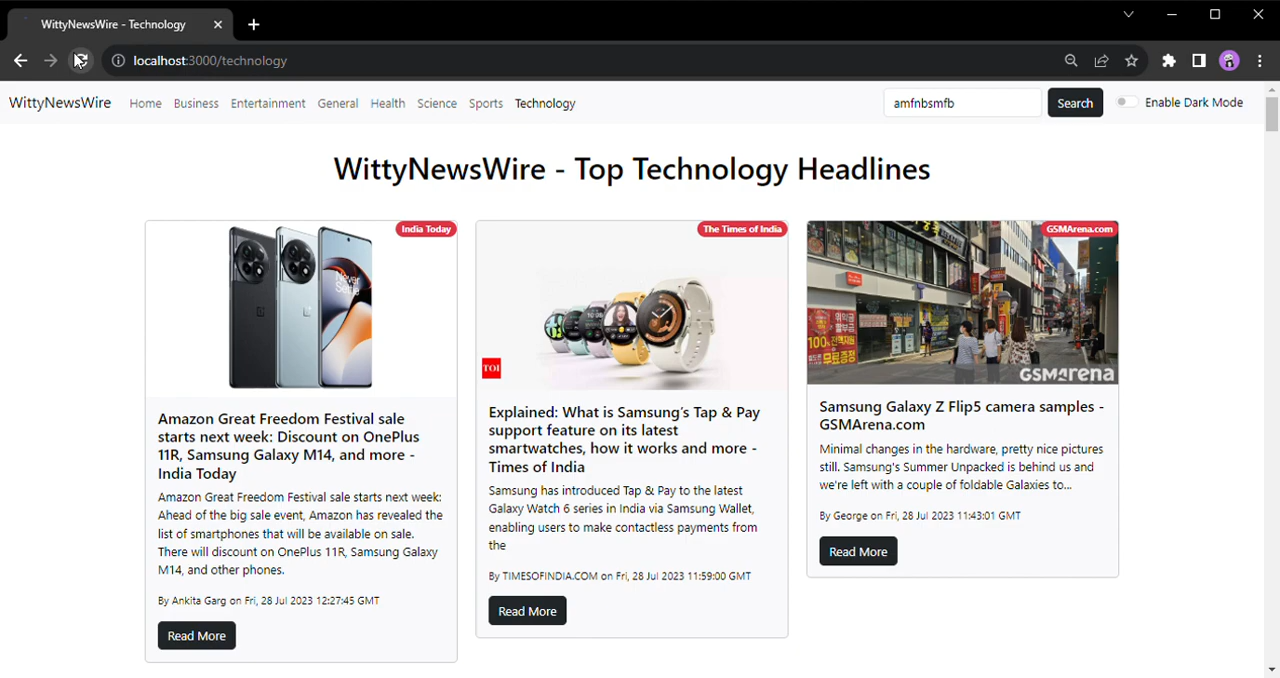 WittyNewsWire - Technology
localhost:3000/technology
WittyNewsWire Home Business Entertainment General Health Science Sports Technology amfnbsmfb Search Enable Dark Mode
WittyNewsWire - Top Technology Headlines
India Today
Amazon Great Freedom Festival sale
starts next week: Discount on OnePlus
11R, Samsung Galaxy M14, and more -
India Today
Amazon Great Freedom Festival sale starts next week:
Ahead of the big sale event, Amazon has revealed the
list of smartphones that will be available on sale.
There will discount on OnePlus 11R, Samsung Galaxy
M14, and other phones.
By Ankita Garg on Fri, 28 Jul 2023 12:27:45 GMT
Read More
The Times of India
TOI
Explained: What is Samsung's Tap & Pay
support feature on its latest
smartwatches, how it works and more -
Times of India
Samsung has introduced Tap & Pay to the latest
Galaxy Watch 6 series in India via Samsung Wallet,
enabling users to make contactless payments from
the
By TIMESOFINDIA.COM on Fri, 28 Jul 2023 11:59:00 GMT
Read More
GSMArena.com
위약금
100%
GSMArena
Samsung Galaxy Z Flip5 camera samples -
GSMArena.com
Minimal changes in the hardware, pretty nice pictures
still. Samsung's Summer Unpacked is behind us and
we're left with a couple of foldable Galaxies to...
By George on Fri, 28 Jul 2023 11:43:01 GMT
Read More